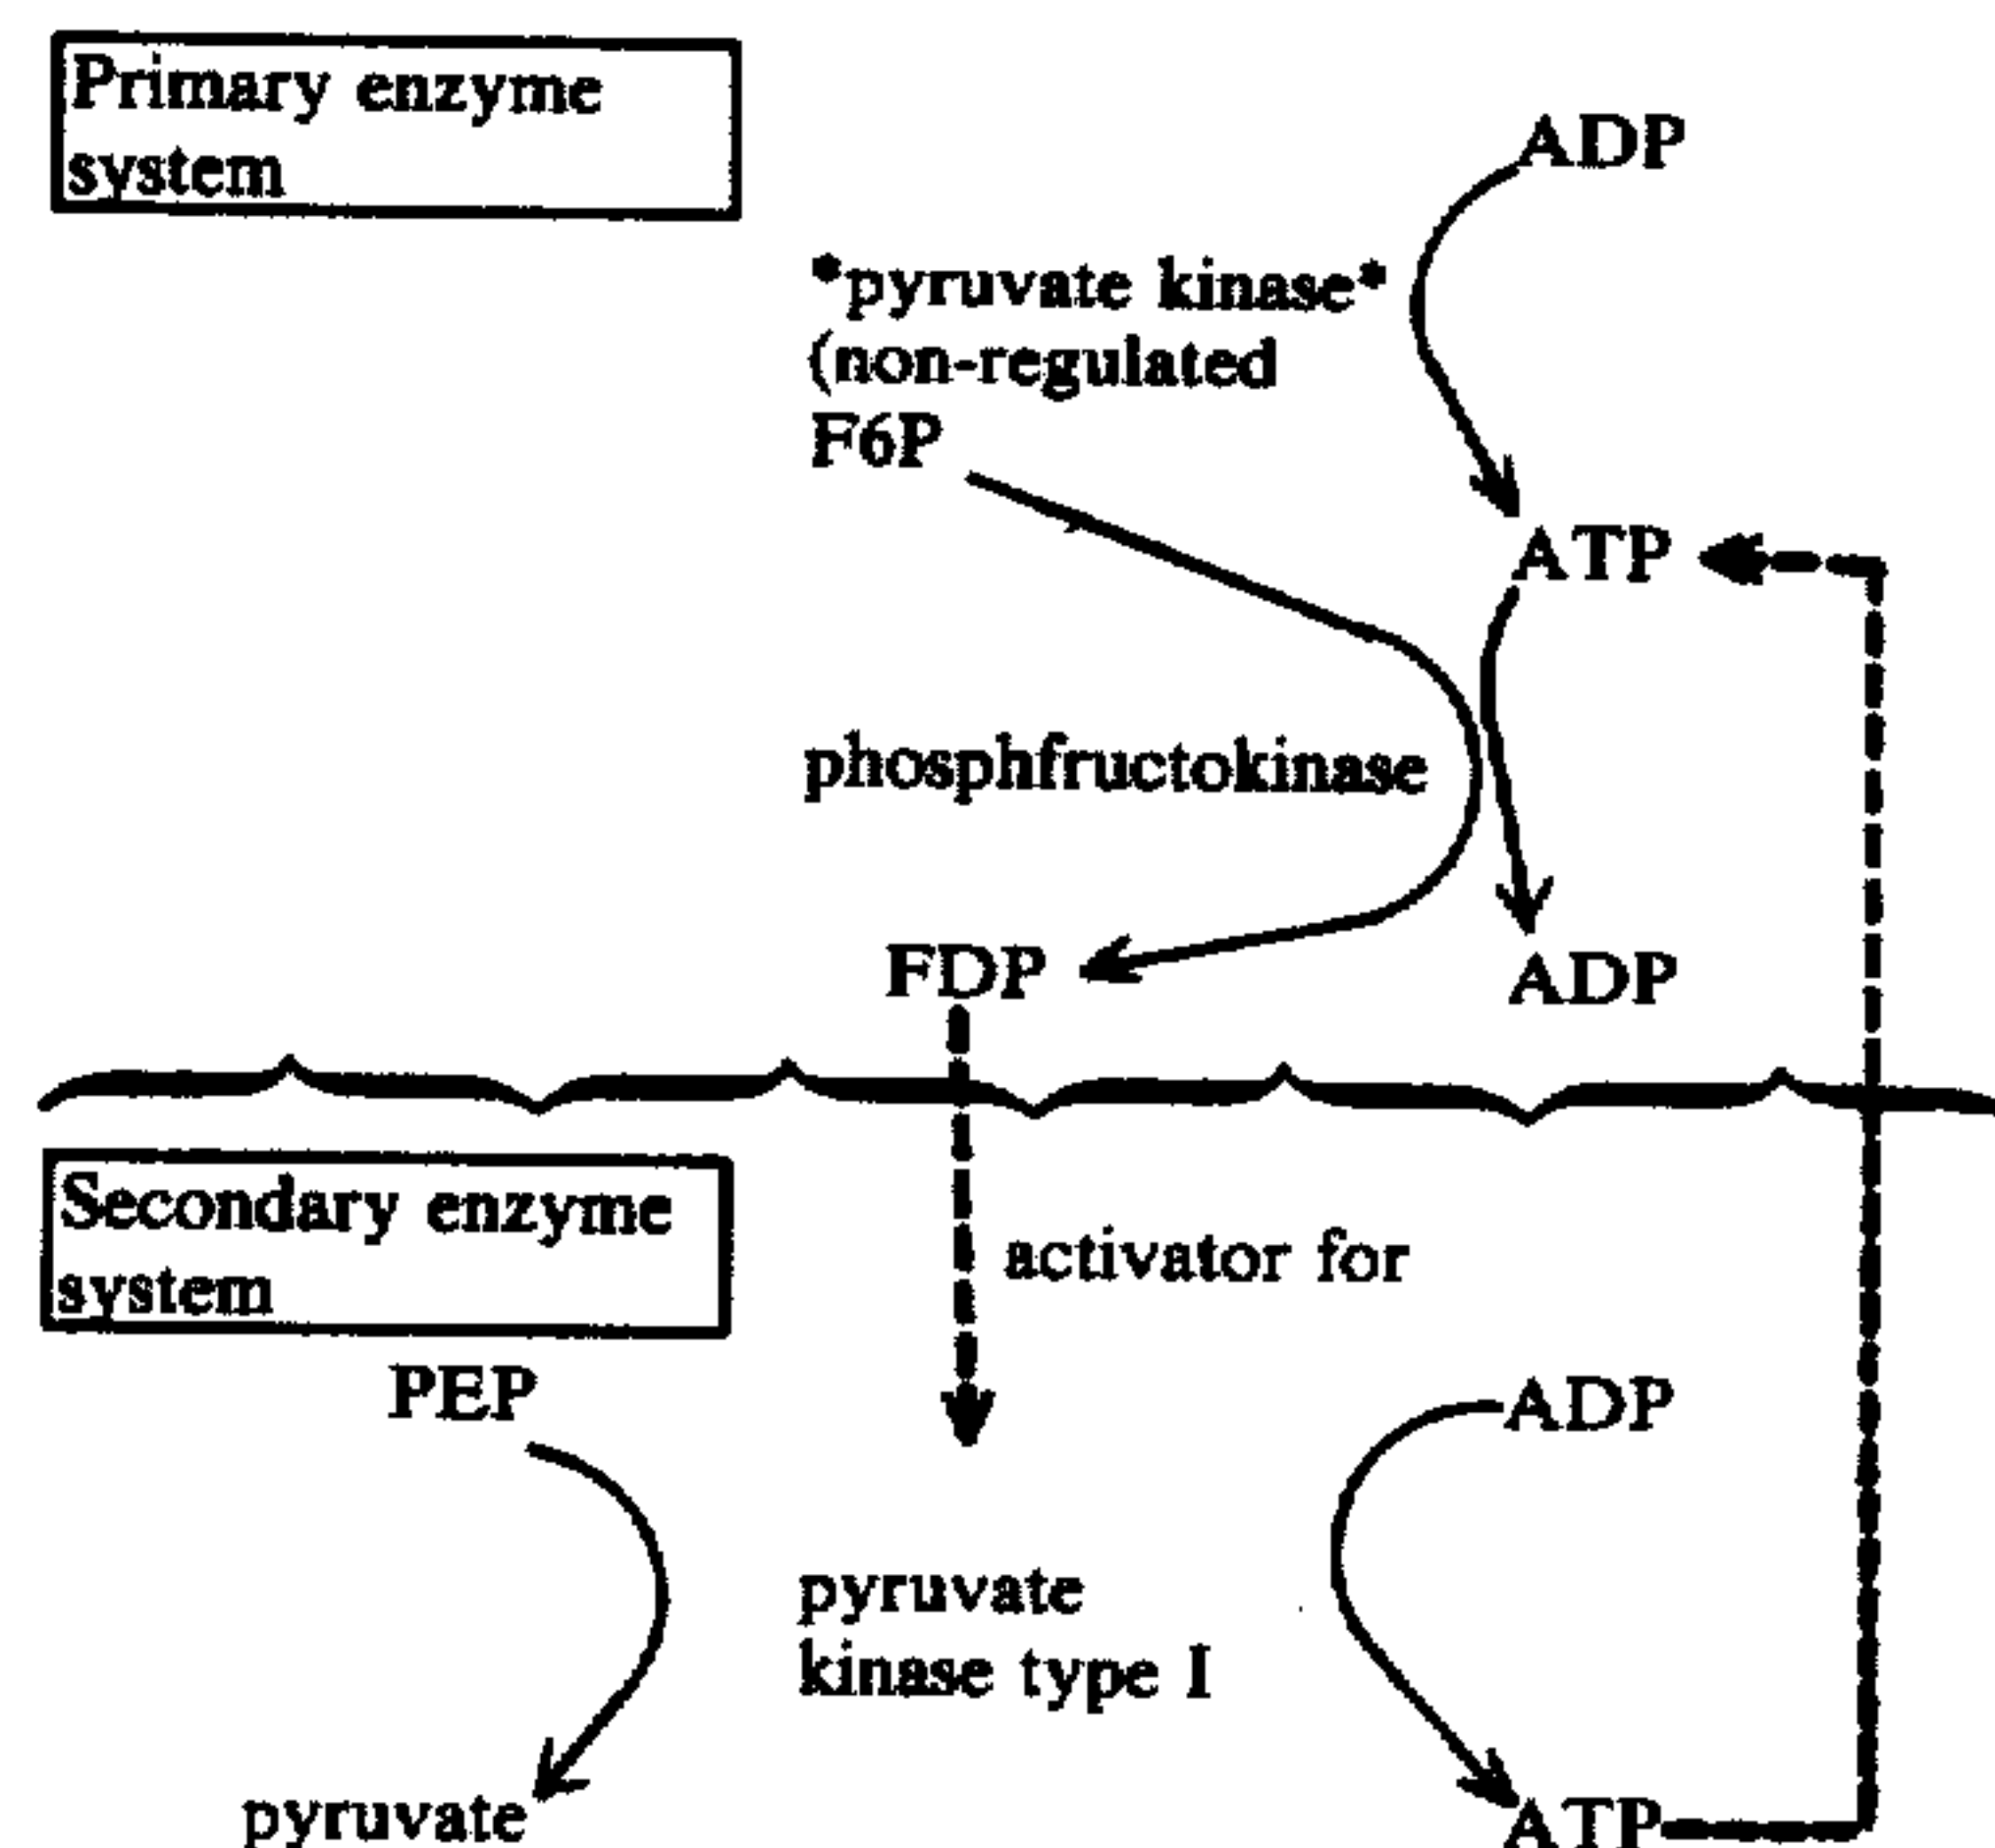 Primary enzyme
system
ADP
*pyruvate kinase*
(non-regulated
F6P
ATP
phosphfructokinase
FDP
ADP
Secondary enzyme
system
activator for
PEP
ADP
pyruvate
kinase type I
pyruvate
ATP